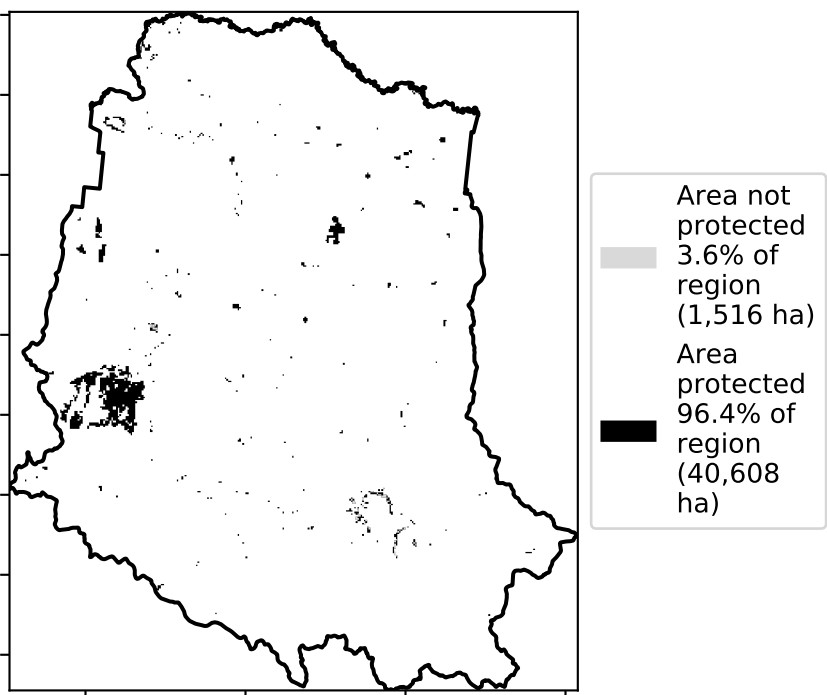 Area not
protected
3.6% of
region
(1,516 ha)
Area
protected
96.4% of
region
(40,608
ha)